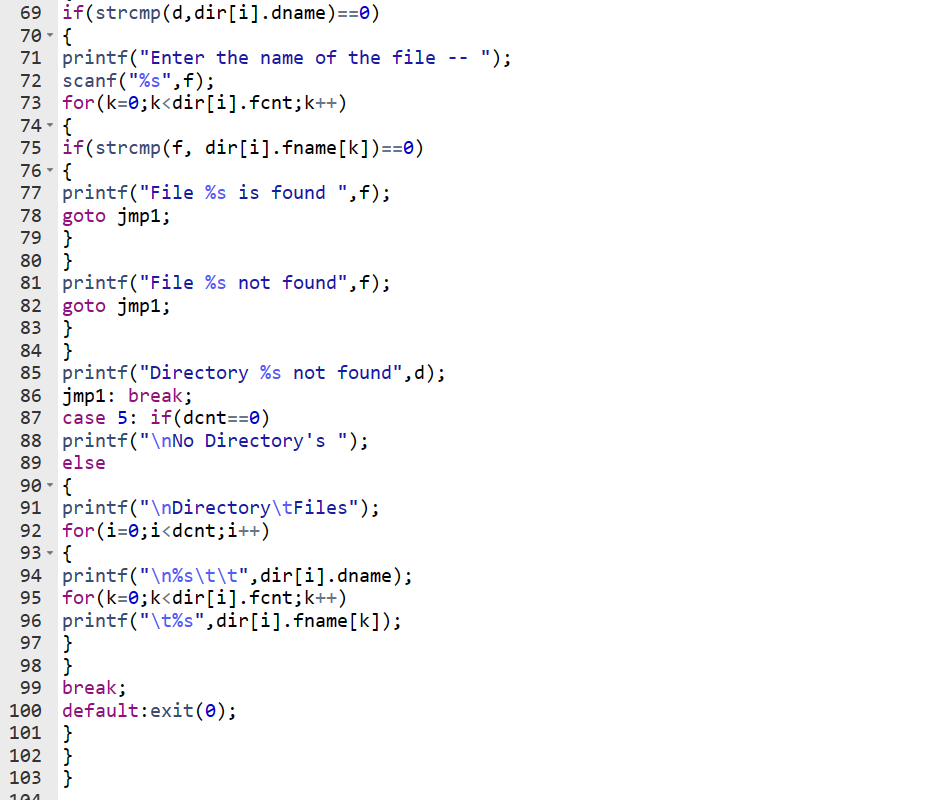 69 if(strcmp(d,dir[i].dname)==0)
70 {
71 printf("Enter the name of the file -- ");
72 scanf("%s",f);
73 for(k=0;k<dir[i].fcnt;k++)
74 {
75 if(strcmp(f, dir[i].fname[k])==0)
76 {
77 printf("File %s is found ",f);
78 goto jmp1;
79 }
80 }
81 printf("File %s not found",f);
82 goto jmp1;
83 }
84 }
85 printf("Directory %s not found",d);
86 jmp1: break;
87 case 5: if(dcnt==0)
88 printf("\nNo Directory's ");
89 else
90 {
91 printf("\nDirectory\tFiles");
92 for(i=0;i<dcnt;i++)
93 {
94 printf("\n%s\t\t",dir[i].dname);
95 for(k=0;k<dir[i].fcnt;k++)
96 printf("\t%s",dir[i].fname[k]);
97 }
98 }
99 break;
100 default:exit(0);
101 }
102 }
103 }
104